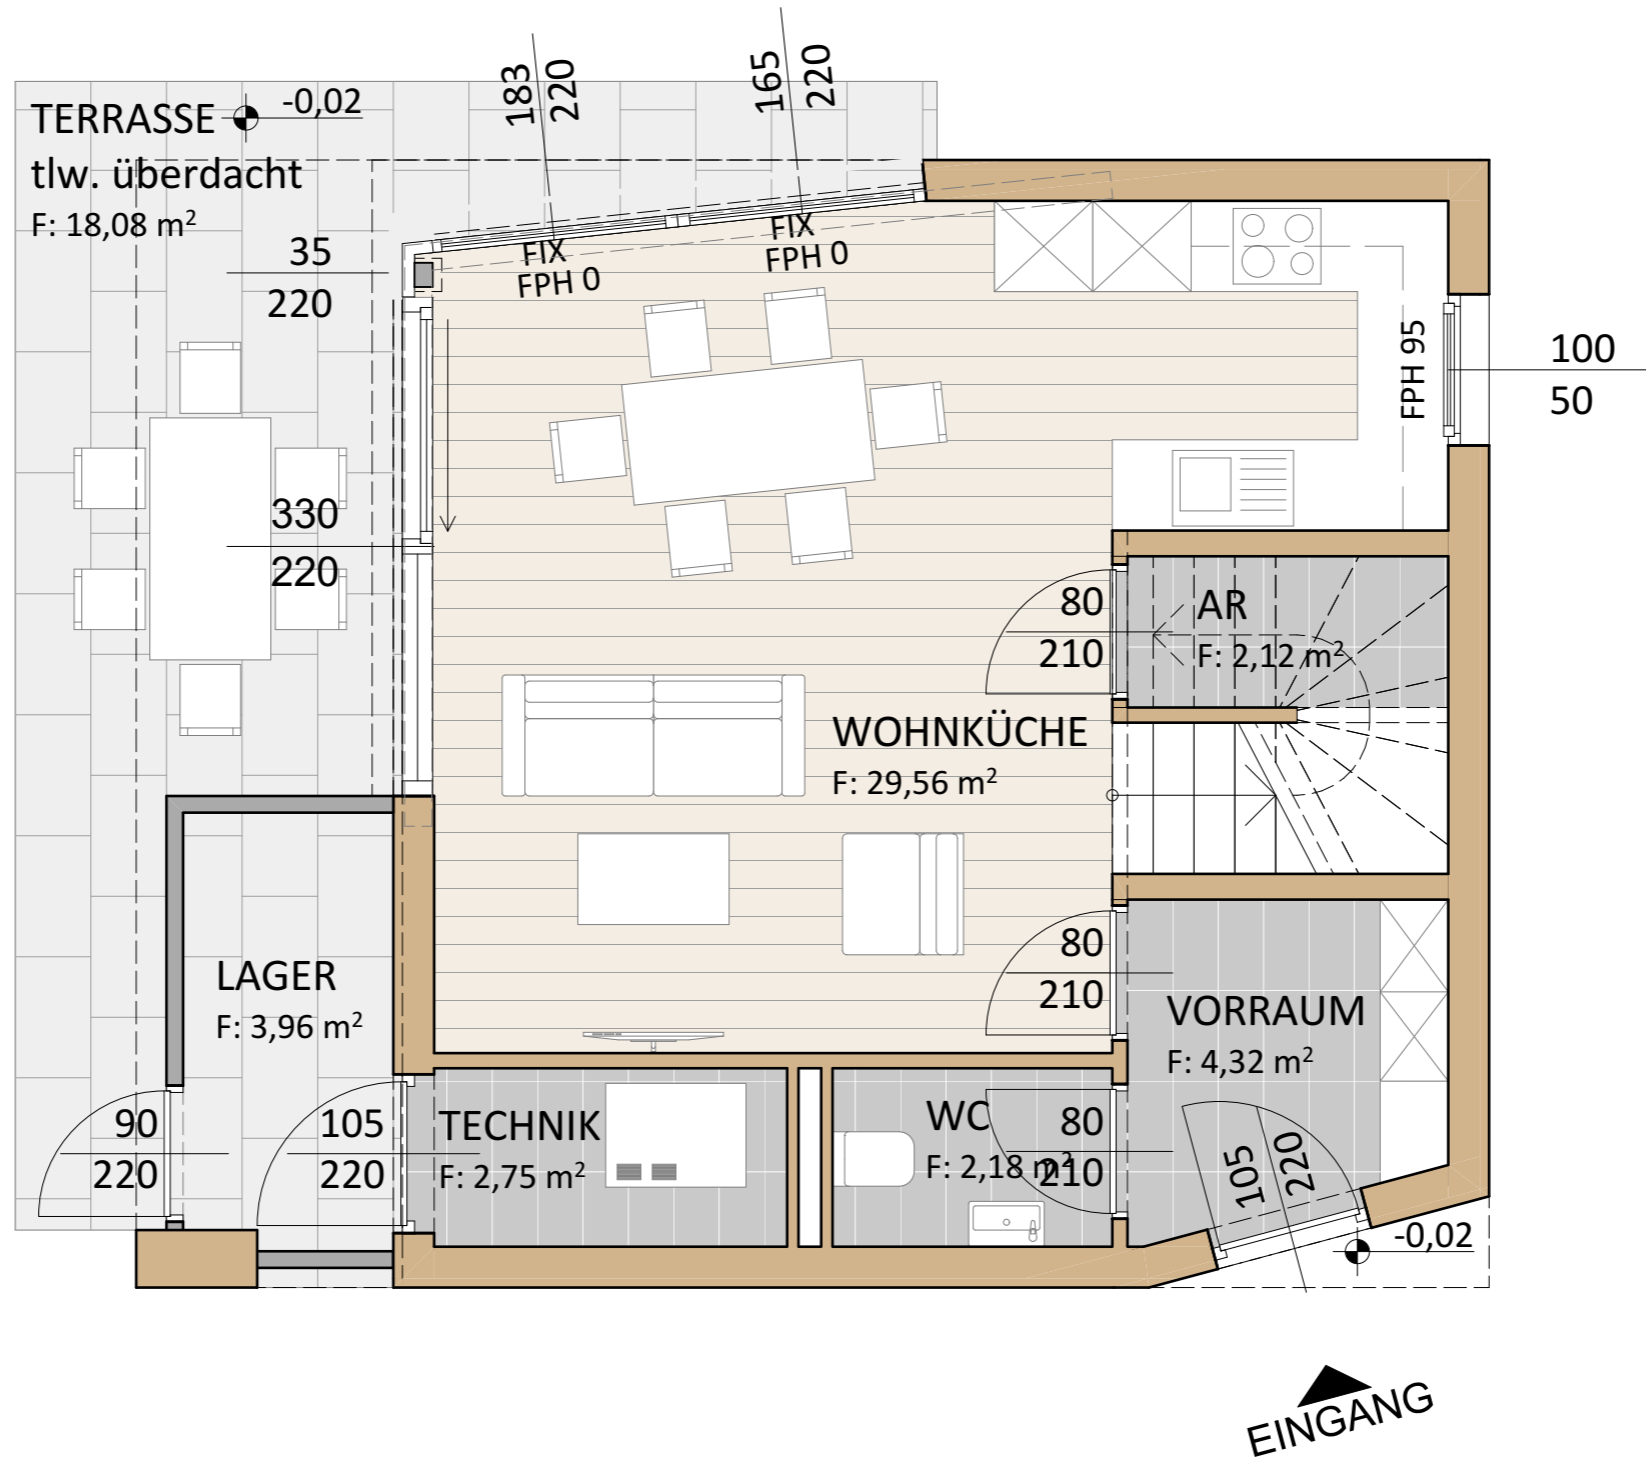 183
220
165
220
TERRASSE
-0,02
tlw. überdacht
F: 18,08 m²
35
220
FIX
FPH 0
FIX
FPH 0
FPH 95
100
50
330
220
80
210
AR
F: 2,12 m²
WOHNKÜCHE
F: 29,56 m²
80
210
LAGER
F: 3,96 m²
VORRAUM
F: 4,32 m²
90
220
105
220
TECHNIK
F: 2,75 m²
WC
F: 2,18 m²
80
210
105
220
-0,02
EINGANG